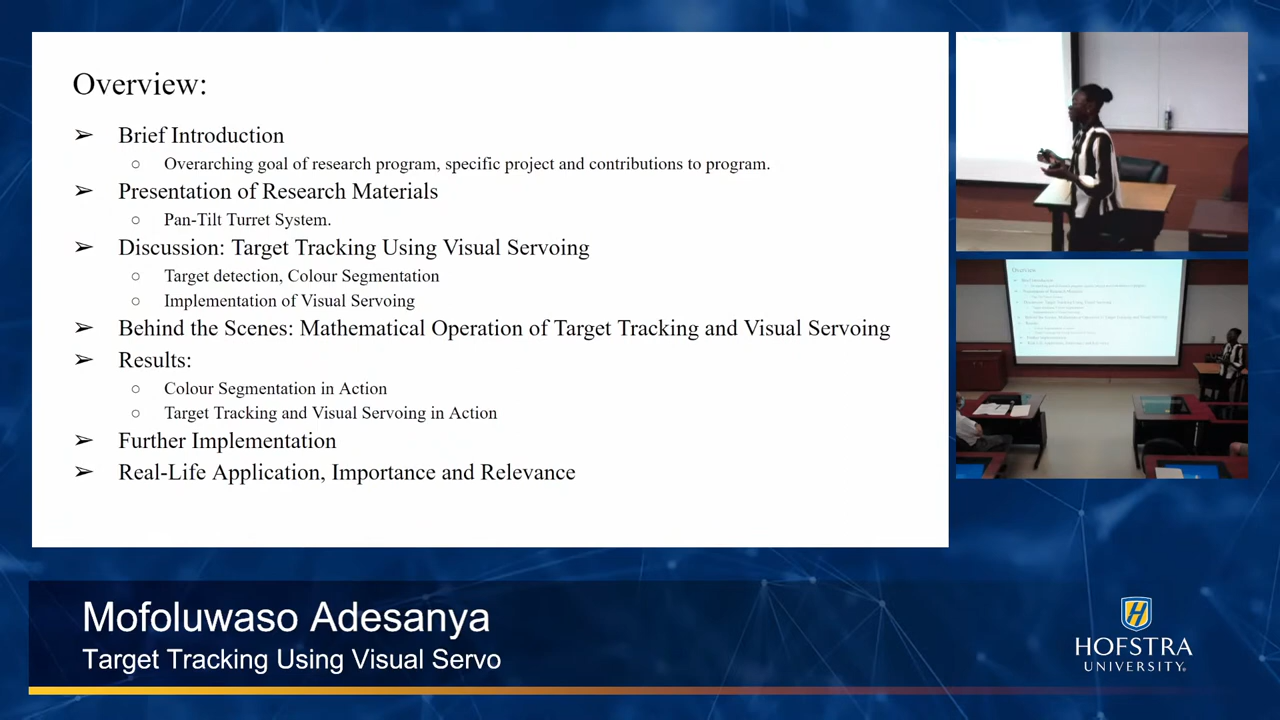 Overview:
➢ Brief Introduction
○ Overarching goal of research program, specific project and contributions to program.
➢ Presentation of Research Materials
○ Pan-Tilt Turret System.
➢ Discussion: Target Tracking Using Visual Servoing
○ Target detection, Colour Segmentation
○ Implementation of Visual Servoing
➢ Behind the Scenes: Mathematical Operation of Target Tracking and Visual Servoing
➢ Results:
○ Colour Segmentation in Action
○ Target Tracking and Visual Servoing in Action
➢ Further Implementation
➢ Real-Life Application, Importance and Relevance
Overview
Mofoluwaso Adesanya
Target Tracking Using Visual Servo
H
HOFSTRA
UNIVERSITY®